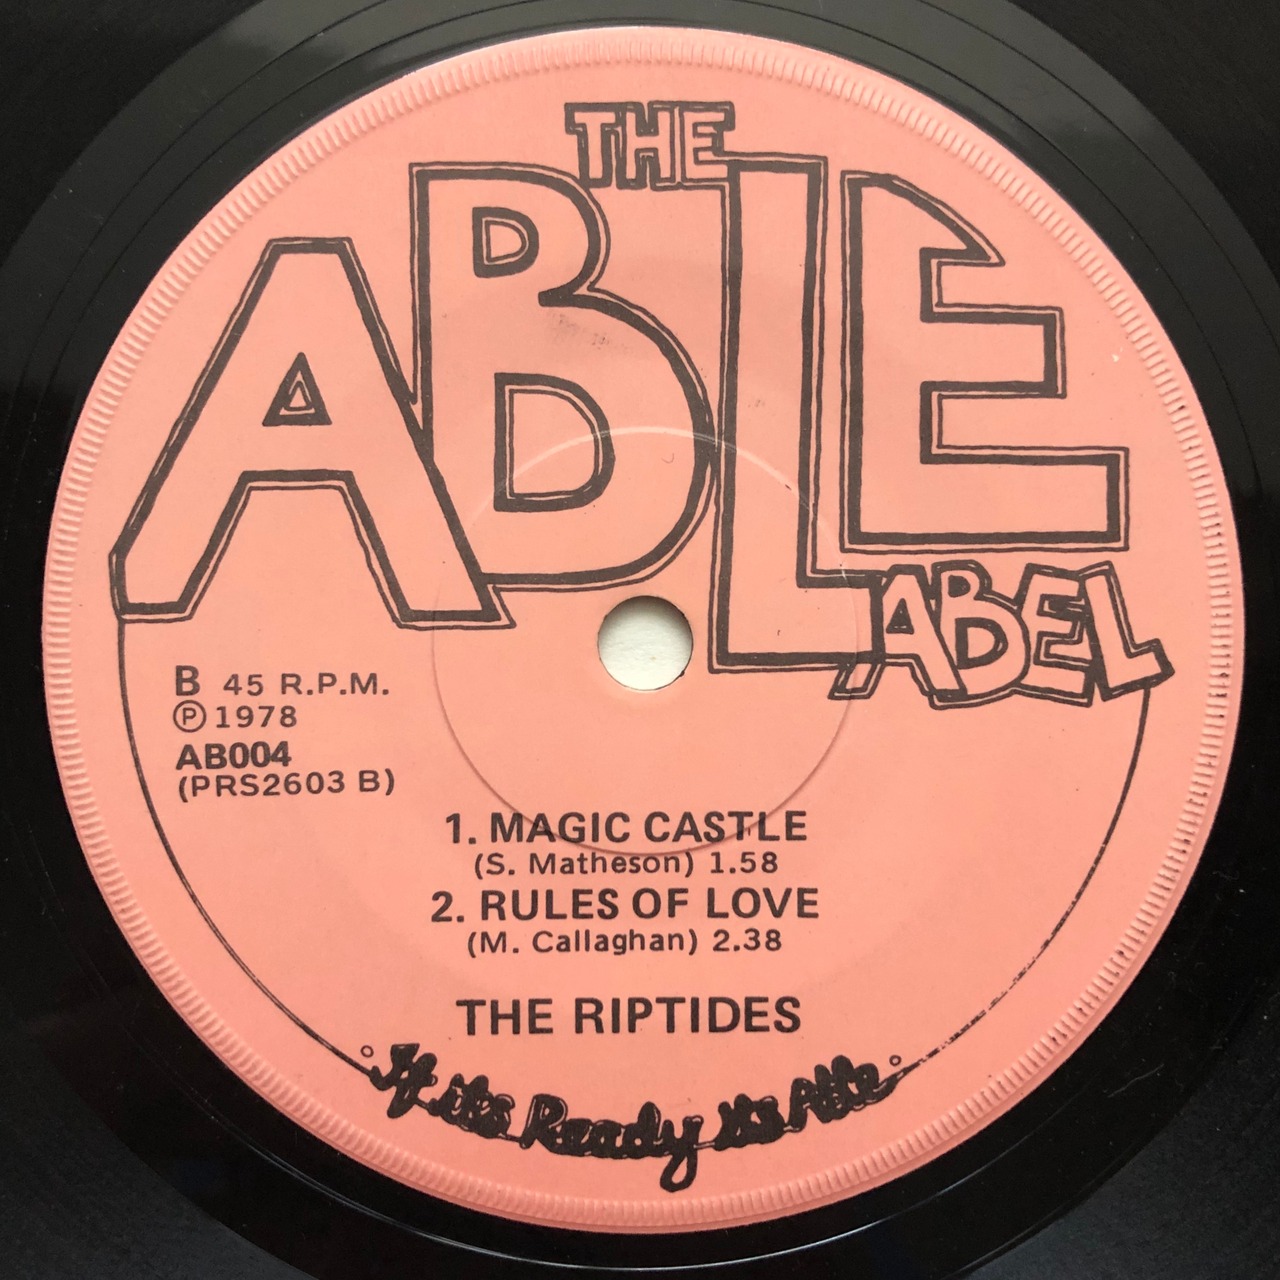 THE
ABLE
LABEL
B 45 R.P.M.
Ⓟ 1978
AB004
(PRS2603 B)
1. MAGIC CASTLE
(S. Matheson) 1.58
2. RULES OF LOVE
(M. Callaghan) 2.38
THE RIPTIDES
If its Ready its Able